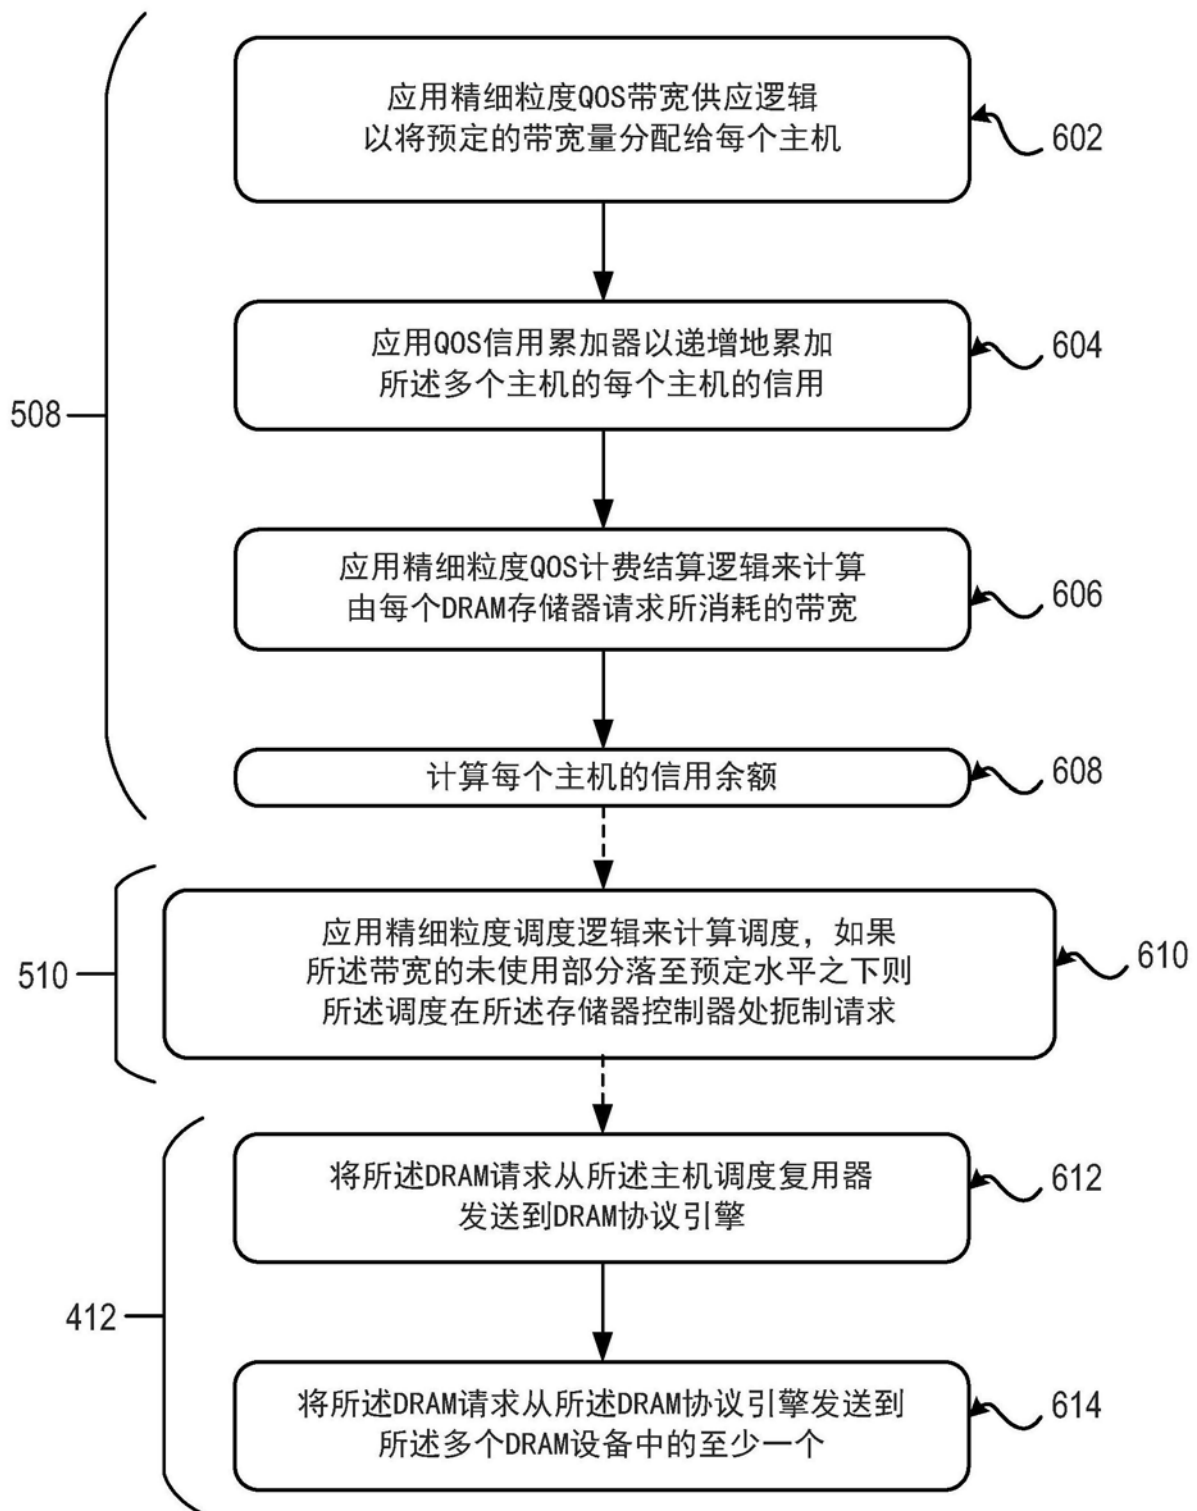 应用精细粒度QOS带宽供应逻辑
以将预定的带宽量分配给每个主机
602
应用QOS信用累加器以递增地累加
所述多个主机的每个主机的信用
604
508
应用精细粒度QOS计费结算逻辑来计算
由每个DRAM存储器请求所消耗的带宽
606
计算每个主机的信用余额
608
应用精细粒度调度逻辑来计算调度，如果
所述带宽的未使用部分落至预定水平之下则
所述调度在所述存储器控制器处扼制请求
610
510
将所述DRAM请求从所述主机调度复用器
发送到DRAM协议引擎
612
412
将所述DRAM请求从所述DRAM协议引擎发送到
所述多个DRAM设备中的至少一个
614